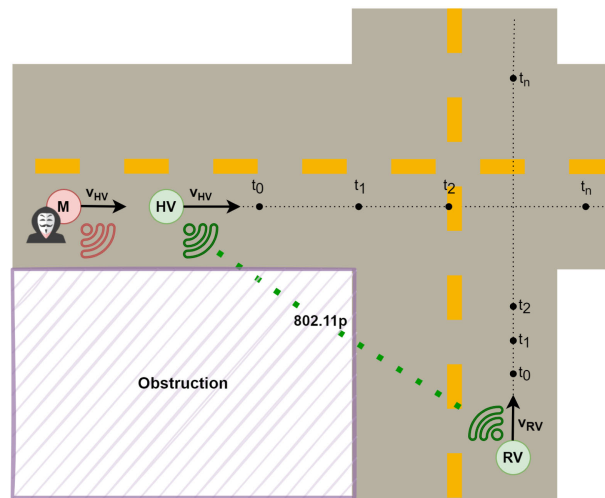 tn
vHV
vHV
t0
t1
t2
tn
M
HV
t2
802.11p
t1
t0
Obstruction
vRV
RV